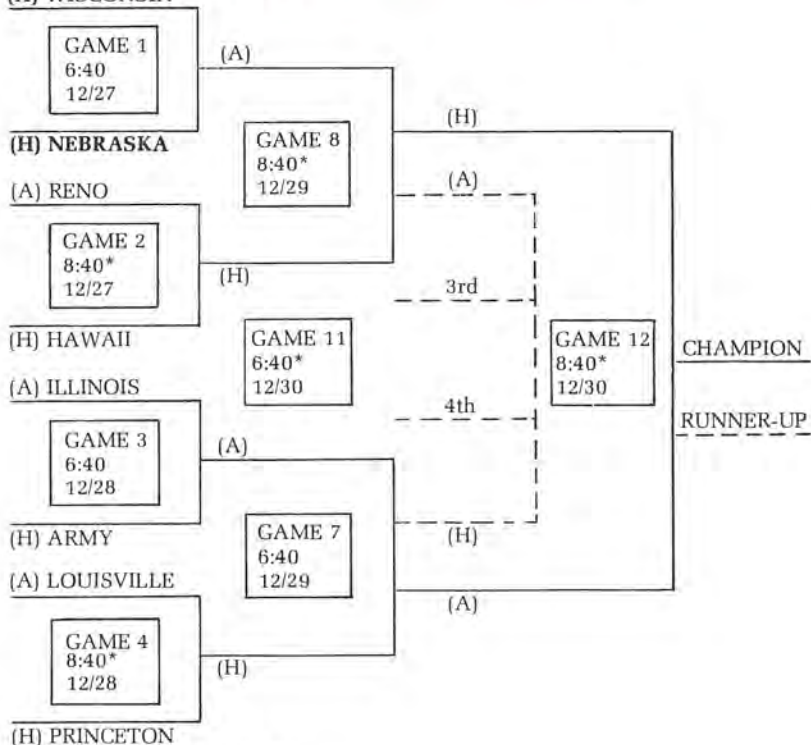 GAME 1
6:40
12/27
(A)
(H) NEBRASKA
GAME 8
8:40*
12/29
(H)
(A) RENO
(A)
GAME 2
8:40*
12/27
(H)
(H) HAWAII
3rd
GAME 11
6:40*
12/30
GAME 12
8:40*
12/30
CHAMPION
RUNNER-UP
(A) ILLINOIS
4th
GAME 3
6:40
12/28
(A)
(H) ARMY
GAME 7
6:40
12/29
(H)
(A) LOUISVILLE
(A)
GAME 4
8:40*
12/28
(H)
(H) PRINCETON